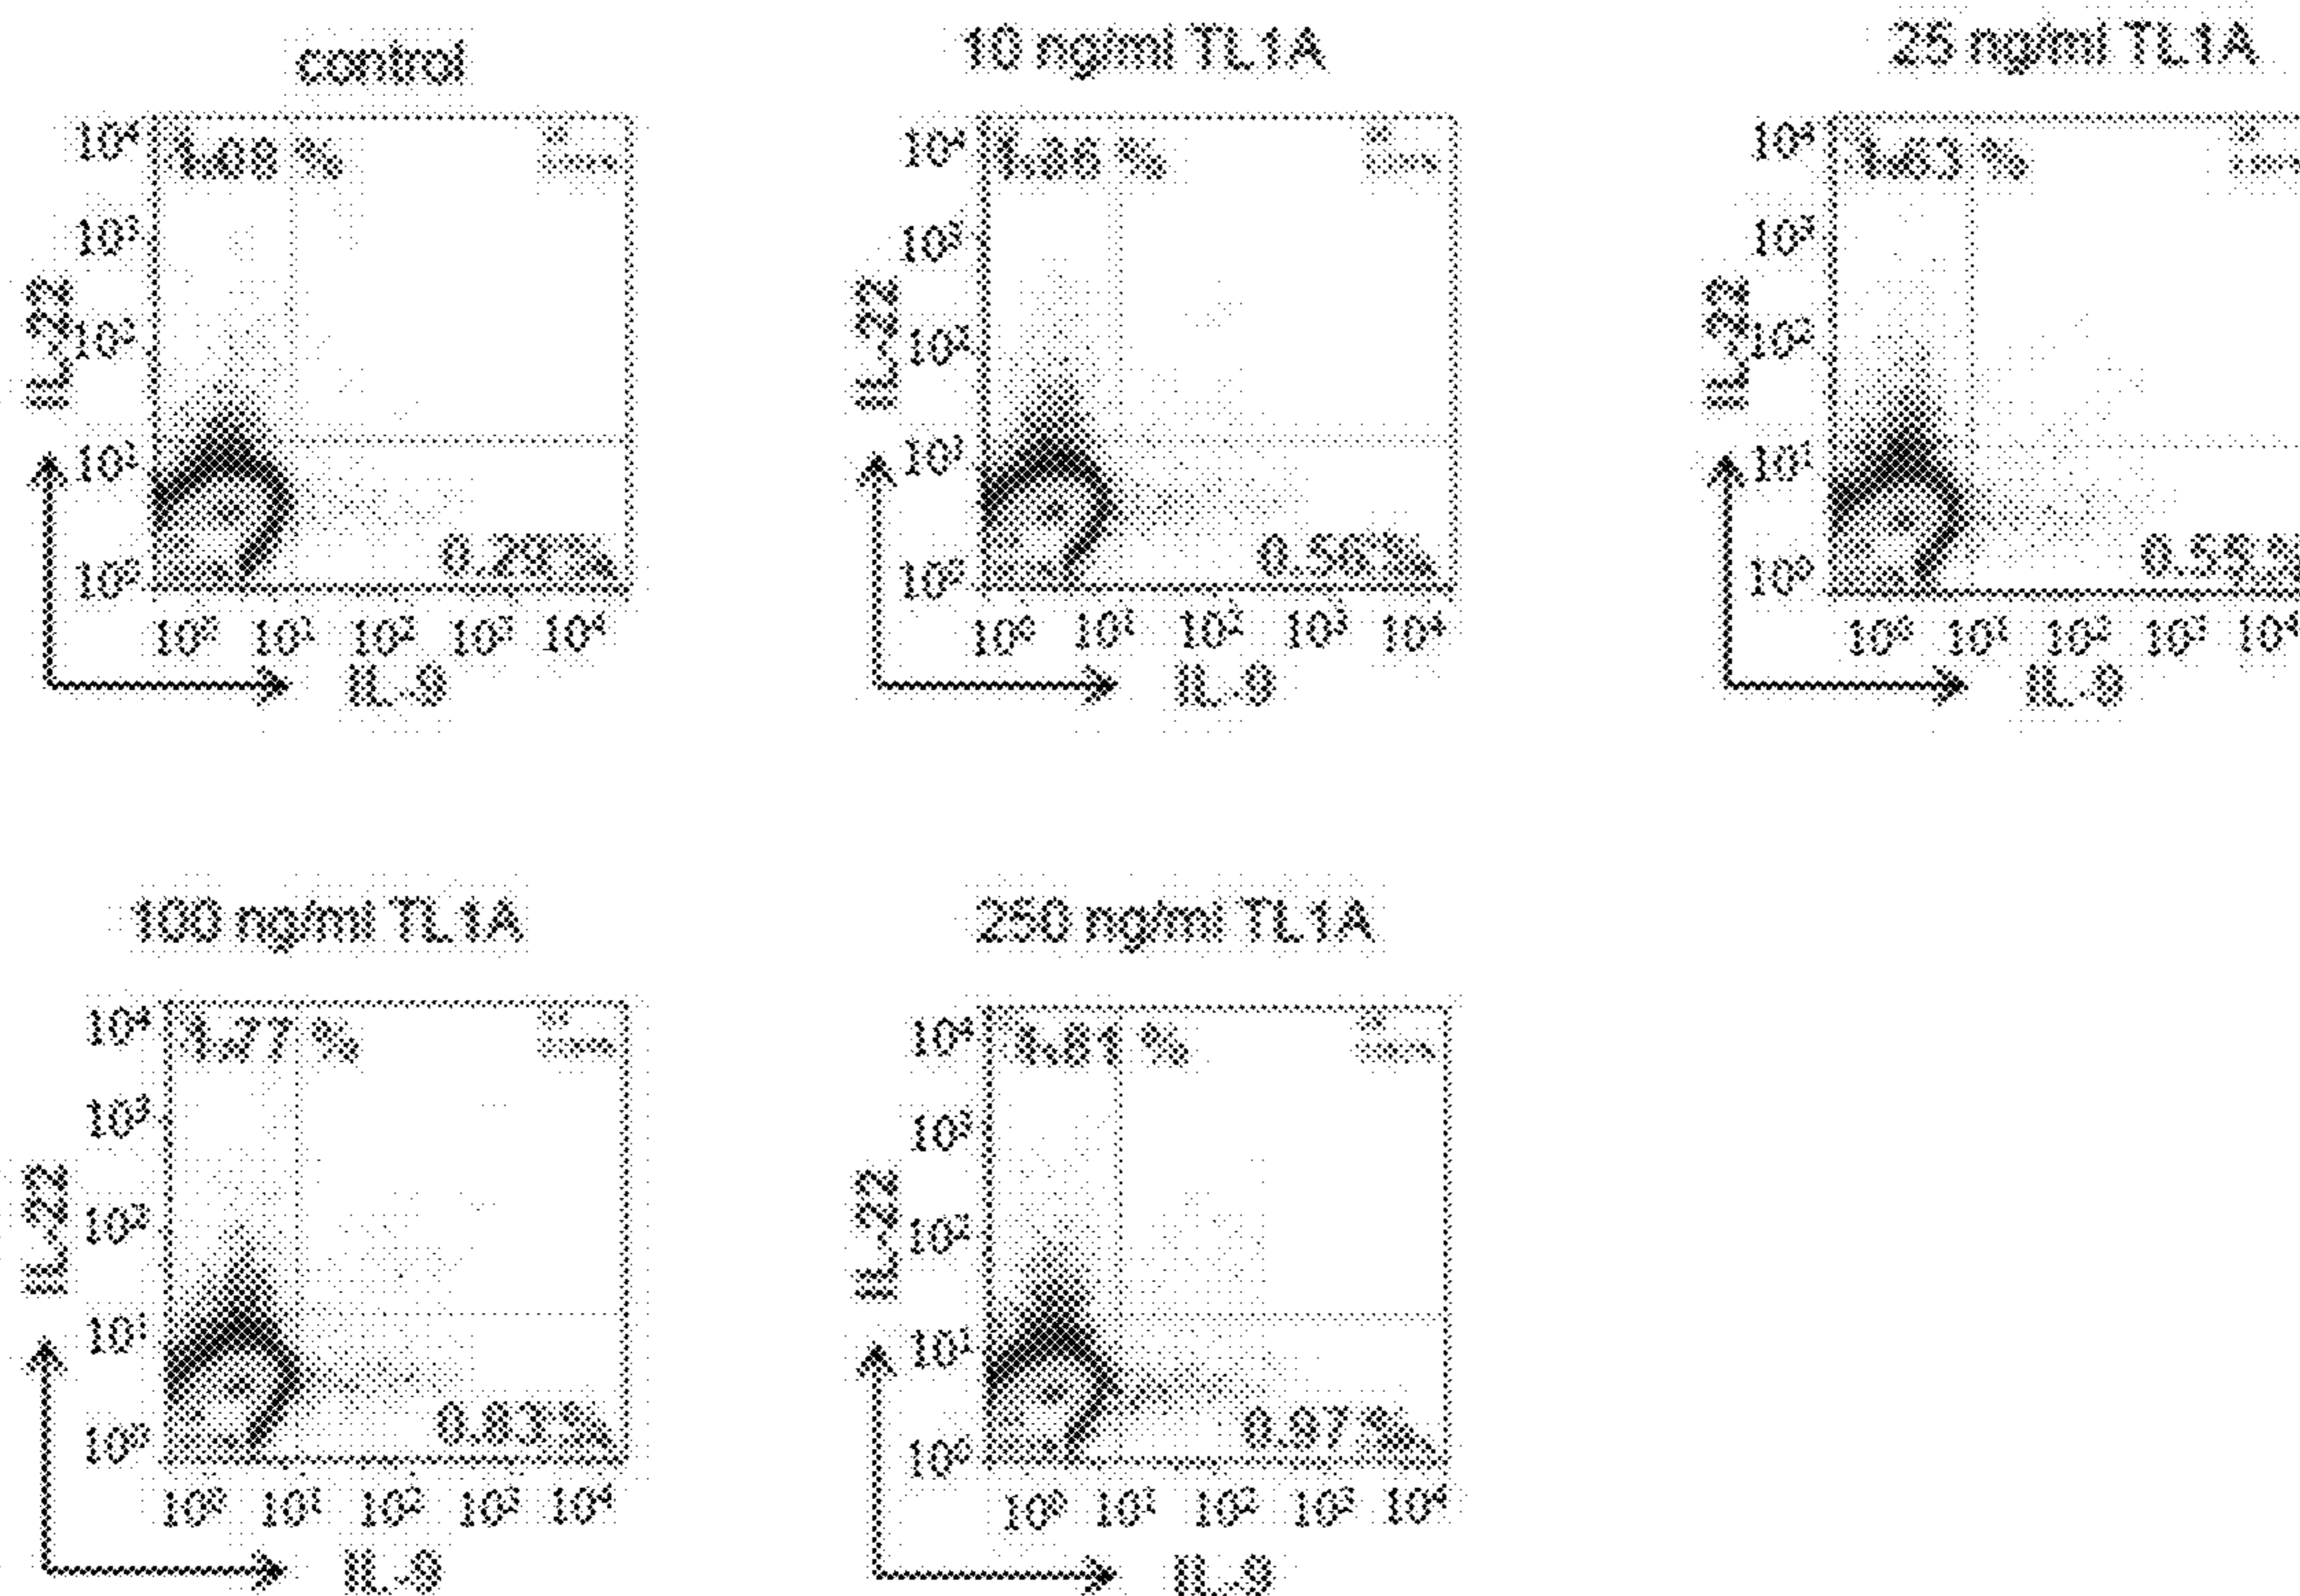 control
10 ng/ml TL1A
25 ng/ml TL1A
10⁴
10³
10²
10¹
10⁰
IL-22
10⁰ 10¹ 10² 10³ 10⁴
IL-9
10⁴
10³
10²
10¹
10⁰
IL-22
0.56 %
10⁰ 10¹ 10² 10³ 10⁴
IL-9
10⁴
10³
10²
10¹
10⁰
IL-22
0.55 %
10⁰ 10¹ 10² 10³ 10⁴
IL-9
100 ng/ml TL1A
250 ng/ml TL1A
10⁴
10³
10²
10¹
10⁰
IL-22
1.77 %
0.83 %
10⁰ 10¹ 10² 10³ 10⁴
IL-9
10⁴
10³
10²
10¹
10⁰
IL-22
0.97 %
10⁰ 10¹ 10² 10³ 10⁴
IL-9